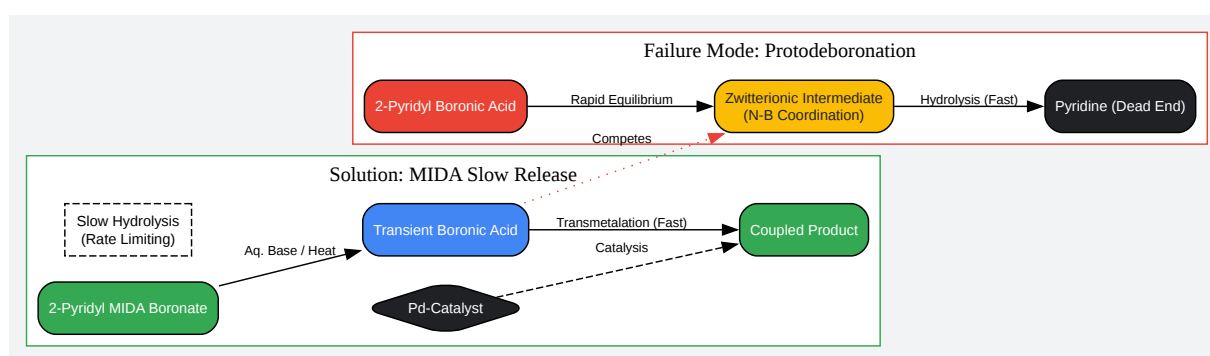 Failure Mode: Protodeboronation
2-Pyridyl Boronic Acid
Rapid Equilibrium
Zwitterionic Intermediate
(N-B Coordination)
Hydrolysis (Fast)
Pyridine (Dead End)
Competes
Solution: MIDA Slow Release
Slow Hydrolysis
(Rate Limiting)
Aq. Base / Heat
Transient Boronic Acid
Transmetalation (Fast)
Catalysis
Coupled Product
2-Pyridyl MIDA Boronate
Pd-Catalyst